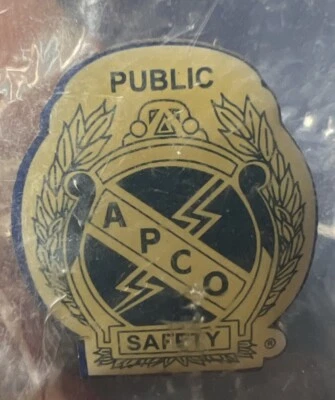 PUBLIC
APCO
SAFETY
®